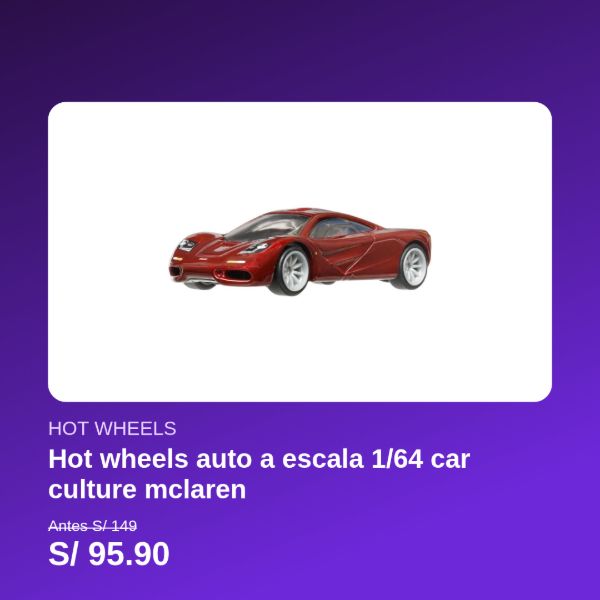 HOT WHEELS
Hot wheels auto a escala 1/64 car
culture mclaren
Antes S/ 149
S/ 95.90